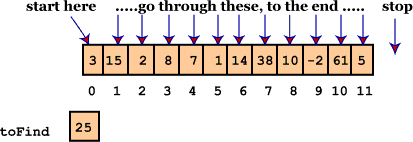 start here .....go through these, to the end ..... stop
3 15 2 8 7 1 14 38 10 -2 61 5
0 1 2 3 4 5 6 7 8 9 10 11
toFind 25